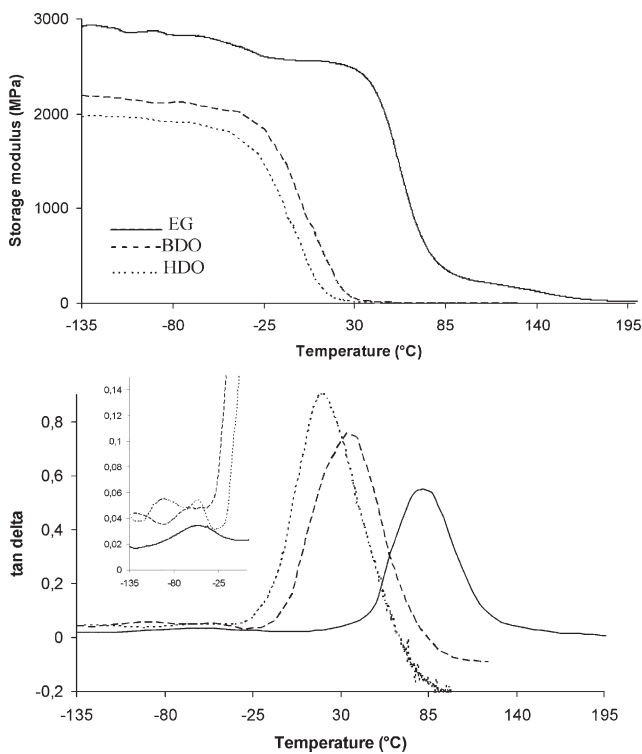 3000
2000
1000
0
Storage modulus (MPa)
EG
BDO
HDO
-135 -80 -25 30 85 140 195
Temperature (°C)
0,14
0,12
0,1
0,08
0,06
0,04
0,02
0
-135 -80 -25
0,8
0,6
0,4
0,2
0
-0,2
tan delta
-135 -80 -25 30 85 140 195
Temperature (°C)